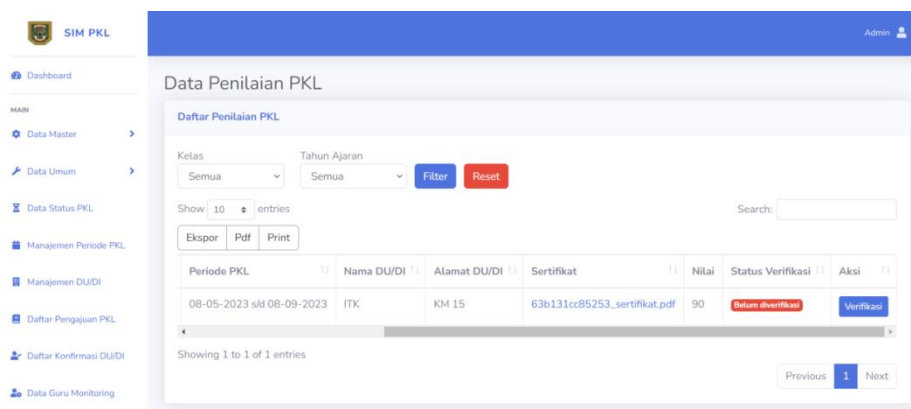 SIM PKL
Admin
Dashboard
MAIN
Data Master
Data Umum
Data Status PKL
Manajemen Periode PKL
Manajemen DU/DI
Daftar Pengajuan PKL
Daftar Konfirmasi DU/DI
Data Guru Monitoring
Data Penilaian PKL
Daftar Penilaian PKL
Kelas Tahun Ajaran
Semua Semua Filter Reset
Show 10 entries Search:
Ekspor Pdf Print
Periode PKL Nama DU/DI Alamat DU/DI Sertifikat Nilai Status Verifikasi Aksi
08-05-2023 s/d 08-09-2023 ITK KM 15 63b131cc85253_sertifikat.pdf 90 Belum diverifikasi Verifikasi
Showing 1 to 1 of 1 entries
Previous 1 Next